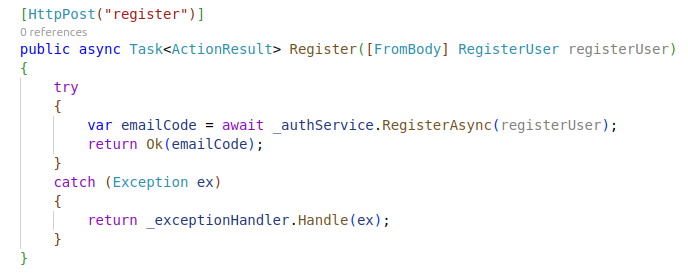 [HttpPost("register")]
0 references
public async Task<ActionResult> Register([FromBody] RegisterUser registerUser)
{
    try
    {
        var emailCode = await _authService.RegisterAsync(registerUser);
        return Ok(emailCode);
    }
    catch (Exception ex)
    {
        return _exceptionHandler.Handle(ex);
    }
}